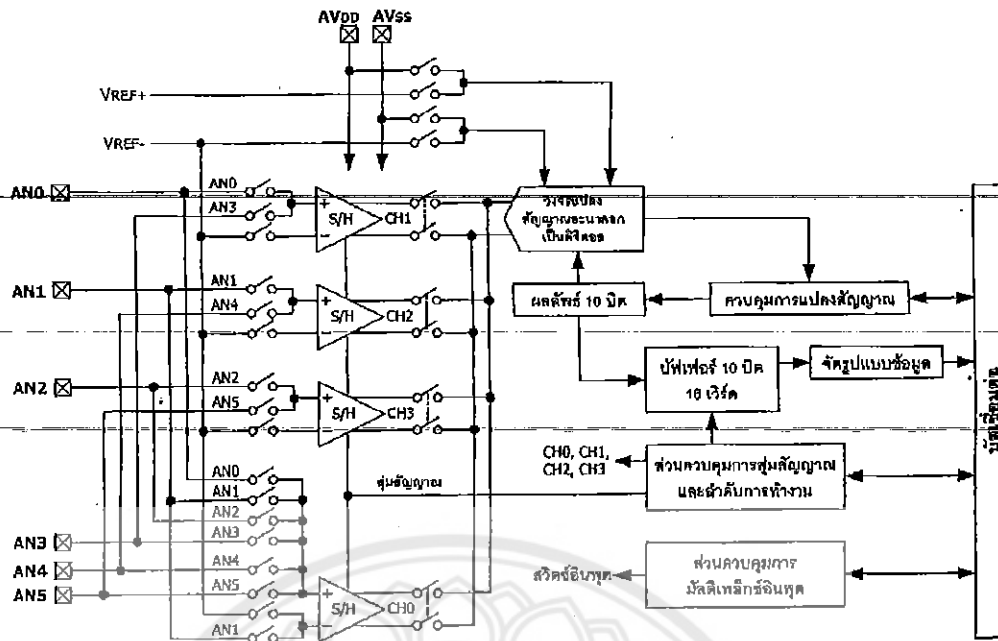 AVDD AVSS
VREF+
VREF-
AN0
AN0
AN3
S/H
CH1
วงจรแปลง
สัญญาณอะนาลอก
เป็นดิจิตอล
AN1
AN1
AN4
S/H
CH2
ผลลัพธ์ 10 บิต
ควบคุมการแปลงสัญญาณ
AN2
AN2
AN5
S/H
CH3
บัฟเฟอร์ 10 บิต
16 เวิร์ด
จัดรูปแบบข้อมูล
CH0, CH1,
CH2, CH3
สุ่มสัญญาณ
ส่วนควบคุมการสุ่มสัญญาณ
และลำดับการทำงาน
AN0
AN1
AN2
AN3
AN3
AN4
AN4
AN5
AN5
S/H
CH0
AN1
สวิตช์อินพุต
ส่วนควบคุมการ
มัลติเพล็กซ์อินพุต
บัสเชื่อมต่อ